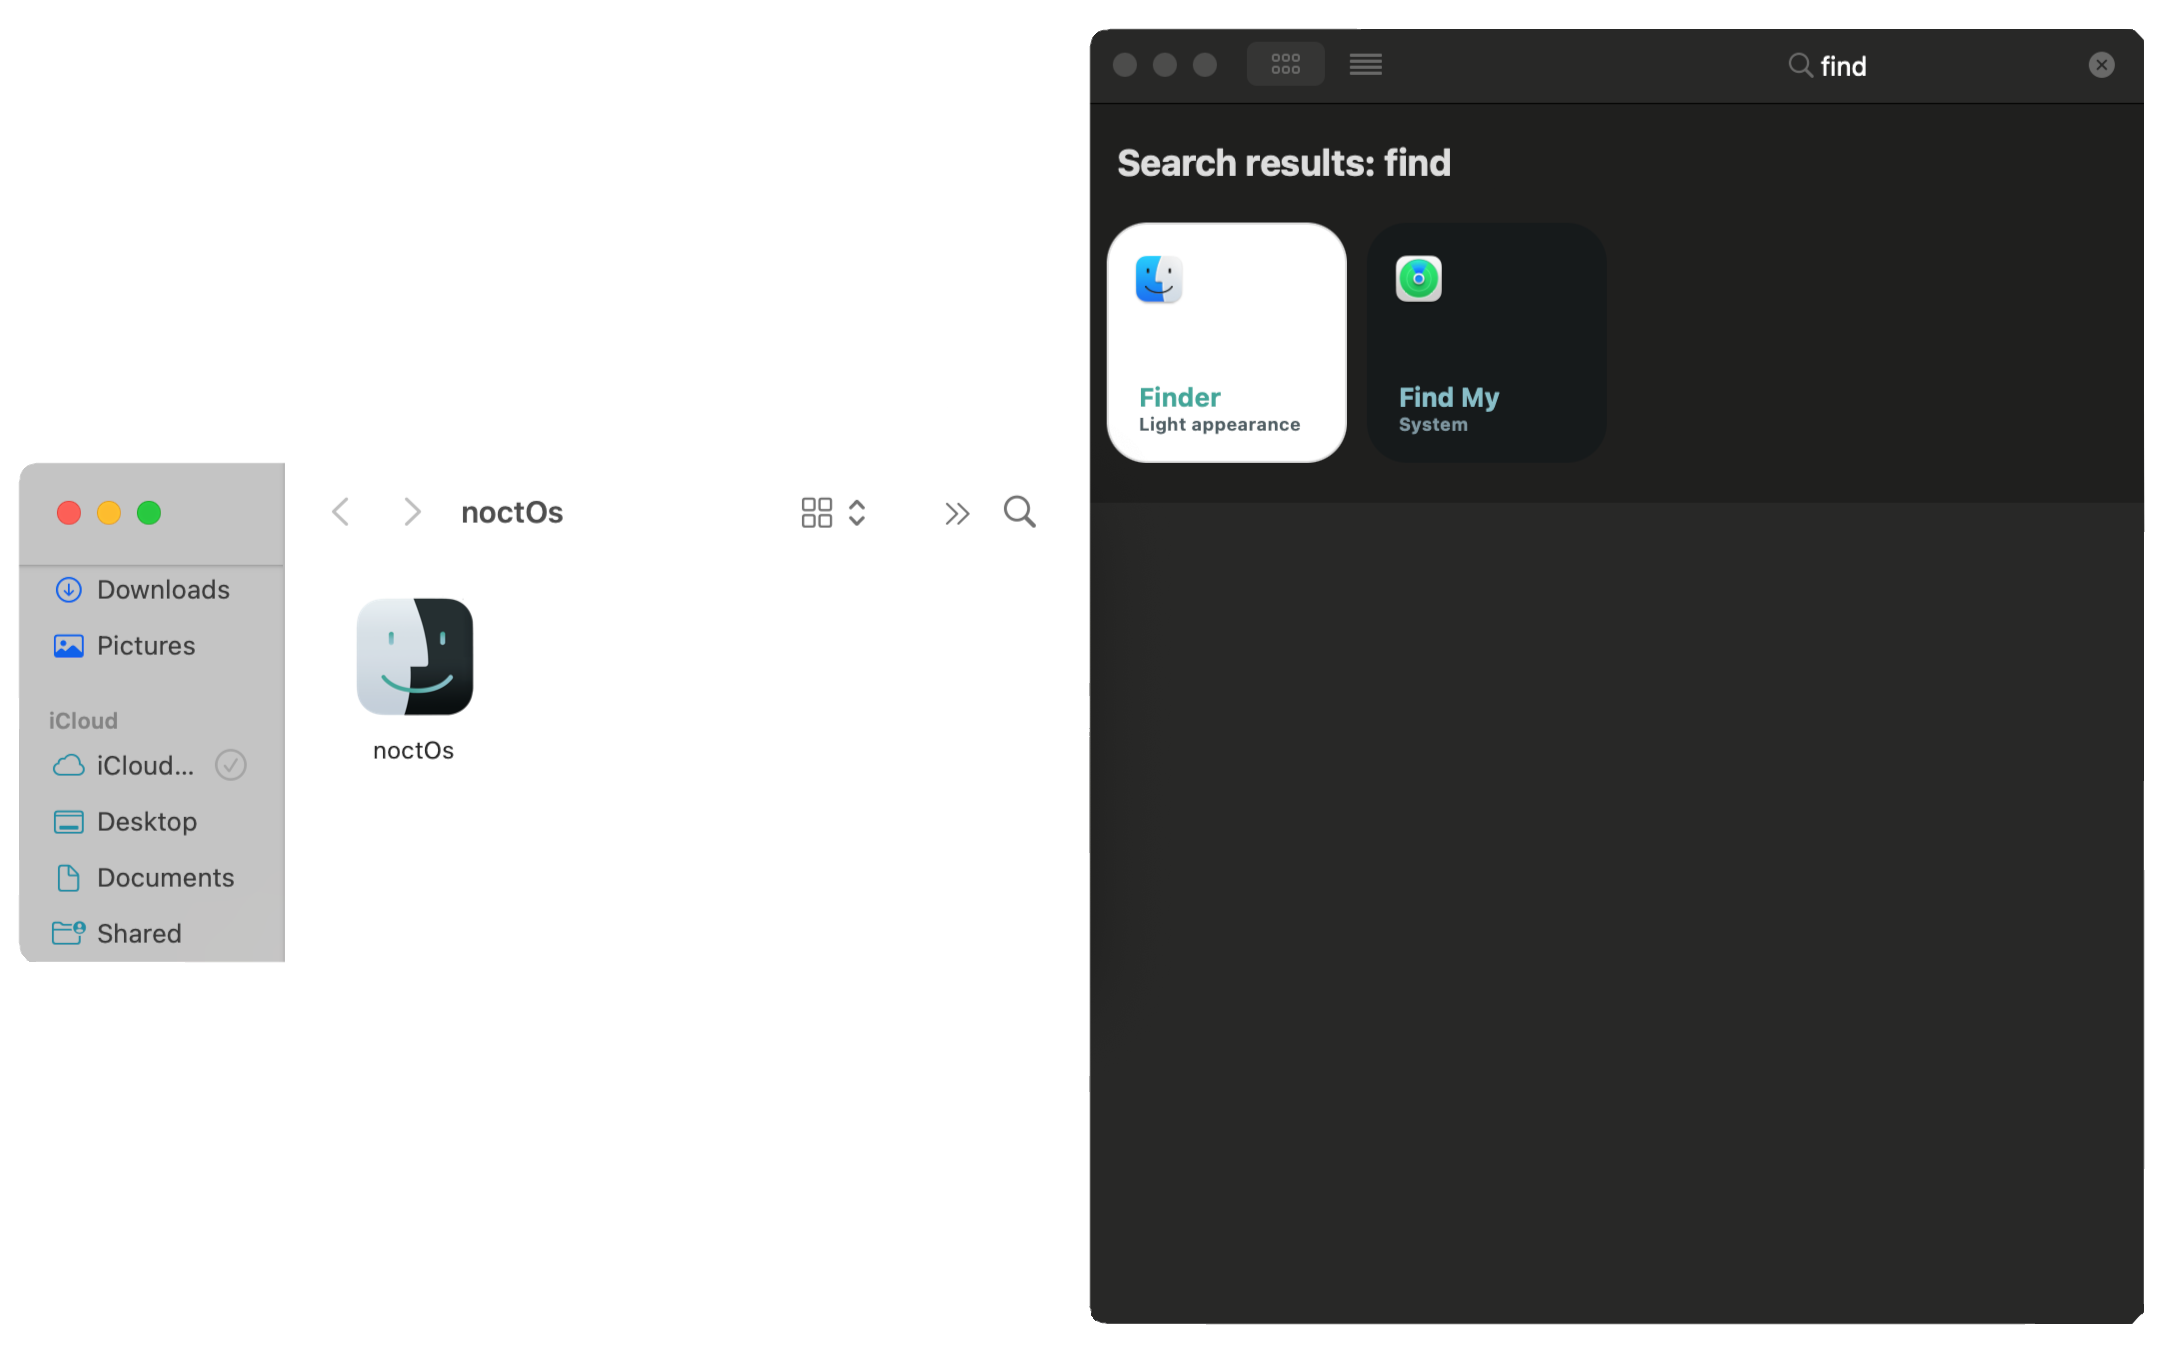 noctOs
Downloads
Pictures
iCloud
iCloud...
Desktop
Documents
Shared
noctOs
find
Search results: find
Finder
Light appearance
Find My
System